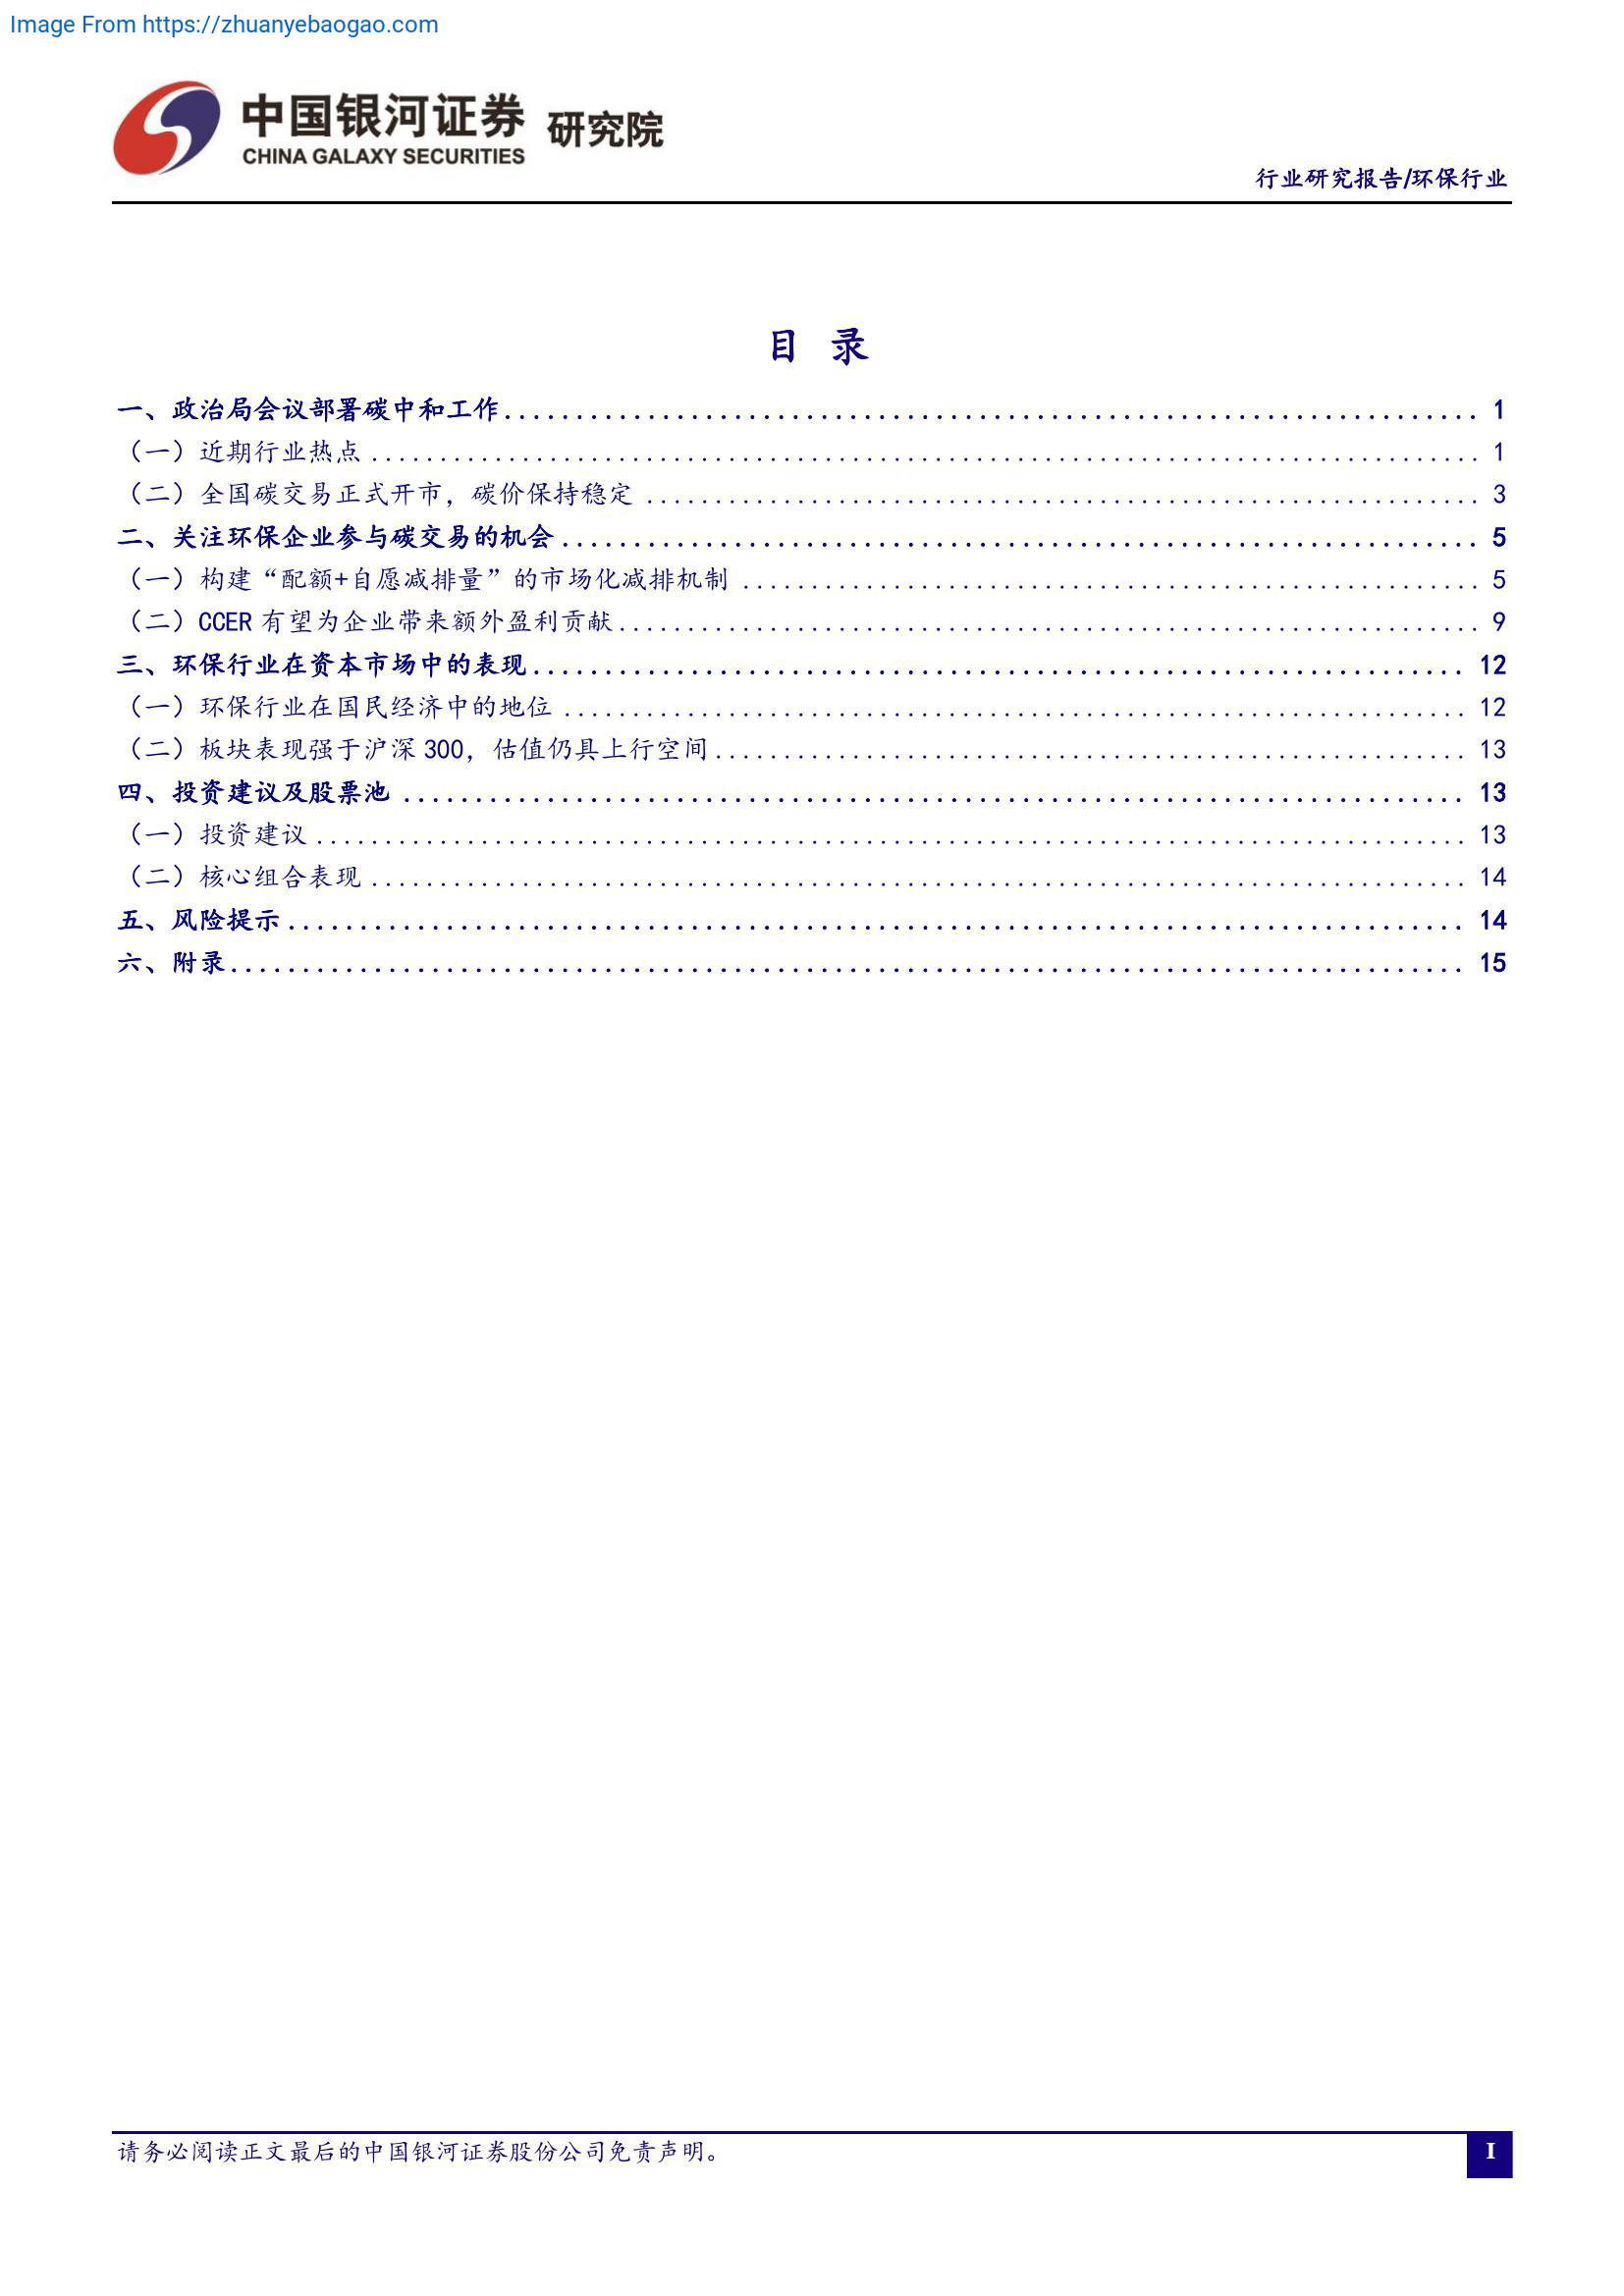 Image From https://zhuanyebaogao.com
中国银河证券 研究院
CHINA GALAXY SECURITIES
行业研究报告/环保行业
目 录
一、政治局会议部署碳中和工作.................................................................... 1
（一）近期行业热点................................................................................. 1
（二）全国碳交易正式开市，碳价保持稳定............................................................. 3
二、关注环保企业参与碳交易的机会................................................................ 5
（一）构建“配额+自愿减排量”的市场化减排机制...................................................... 5
（二）CCER 有望为企业带来额外盈利贡献............................................................... 9
三、环保行业在资本市场中的表现................................................................. 12
（一）环保行业在国民经济中的地位.................................................................. 12
（二）板块表现强于沪深 300，估值仍具上行空间....................................................... 13
四、投资建议及股票池.......................................................................... 13
（一）投资建议.................................................................................... 13
（二）核心组合表现................................................................................ 14
五、风险提示.................................................................................. 14
六、附录...................................................................................... 15
请务必阅读正文最后的中国银河证券股份公司免责声明。
I